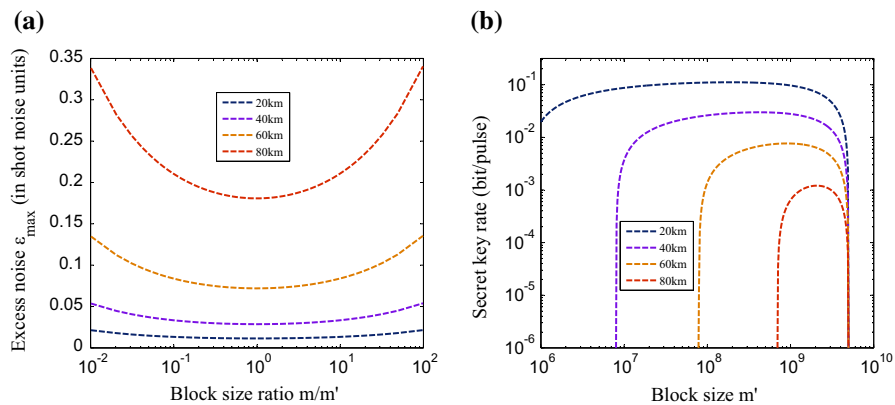 (a)
Excess noise ε_max (in shot noise units)
0.35
0.3
0.25
0.2
0.15
0.1
0.05
0
20km
40km
60km
80km
10^-2
10^-1
10^0
10^1
10^2
Block size ratio m/m'
(b)
Secret key rate (bit/pulse)
10^-1
10^-2
10^-3
10^-4
10^-5
10^-6
20km
40km
60km
80km
10^6
10^7
10^8
10^9
10^10
Block size m'